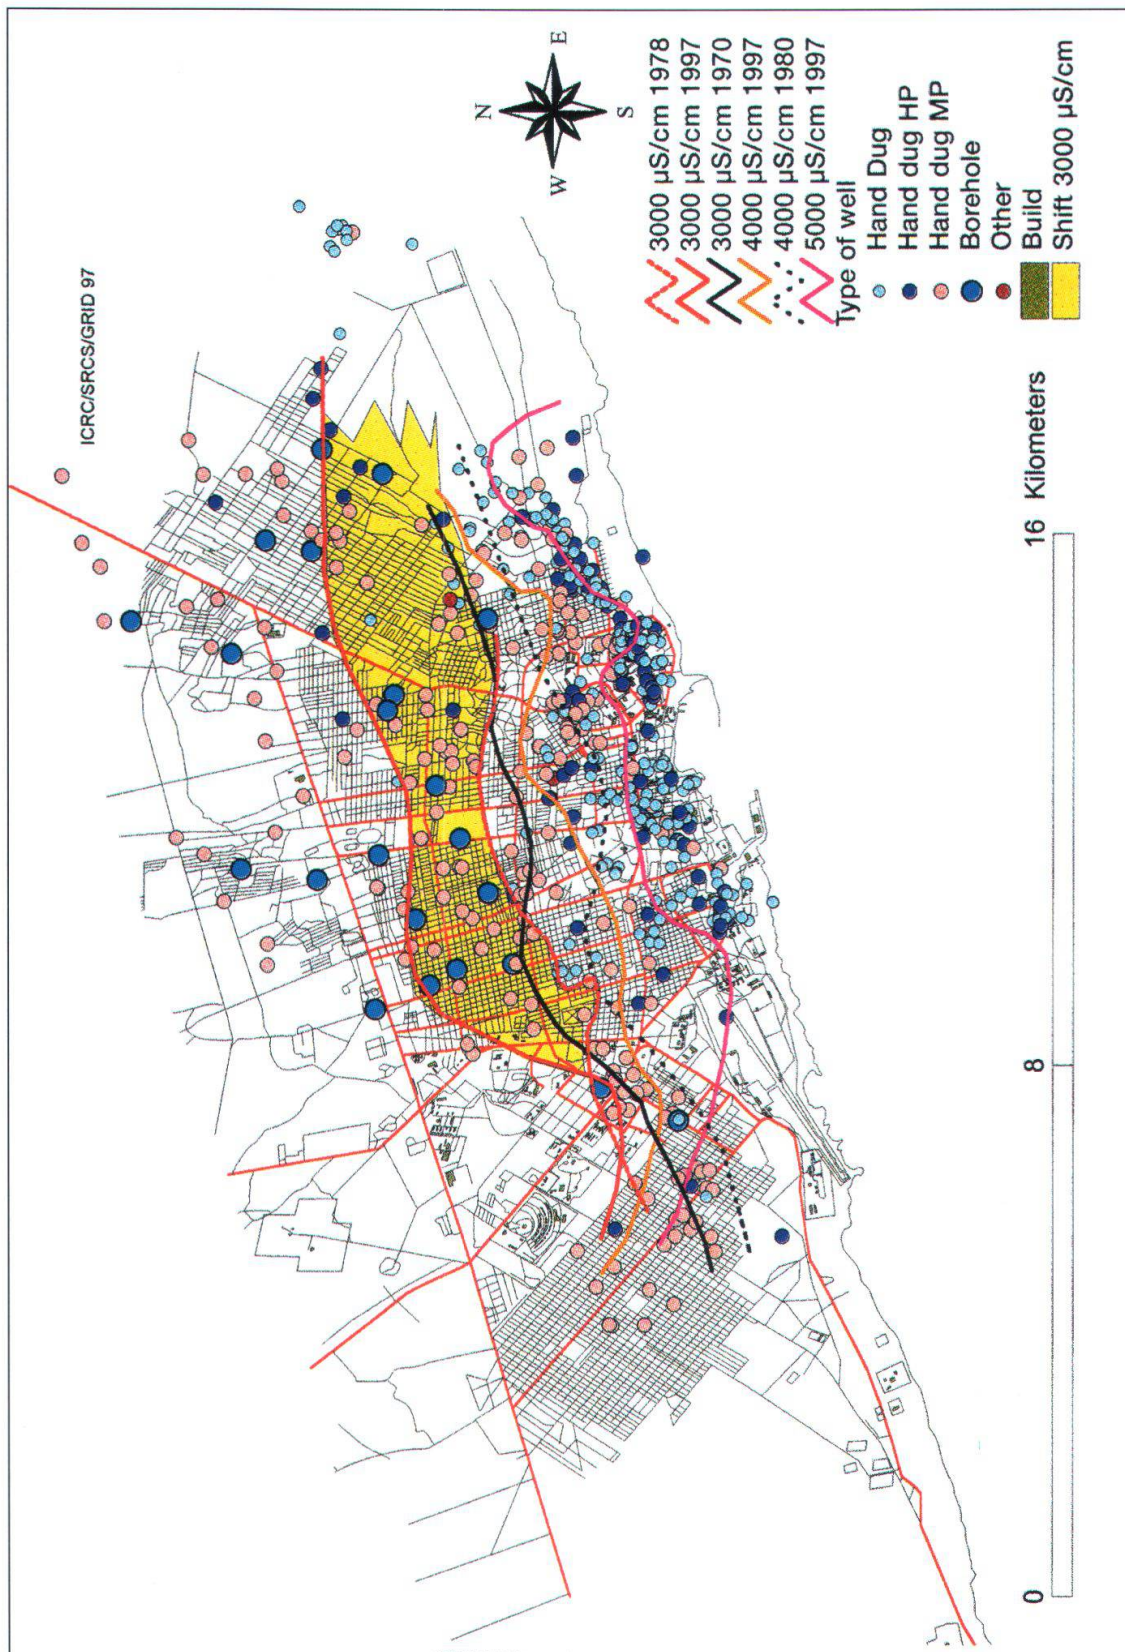 ICRC/SRCS/GRID 97
N
E
W
S
3000 µS/cm 1978
3000 µS/cm 1997
3000 µS/cm 1970
4000 µS/cm 1997
4000 µS/cm 1980
5000 µS/cm 1997
Type of well
Hand Dug
Hand dug HP
Hand dug MP
Borehole
Other
Build
Shift 3000 µS/cm
0
8
16 Kilometers